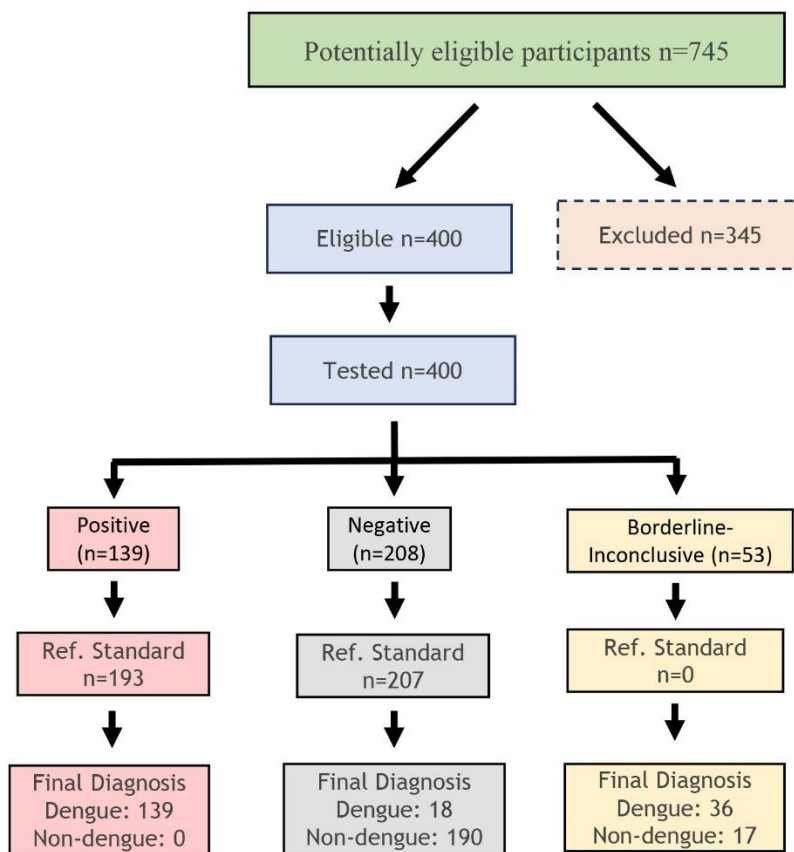 Potentially eligible participants n=745
Eligible n=400
Excluded n=345
Tested n=400
Positive
(n=139)
Negative
(n=208)
Borderline-
Inconclusive (n=53)
Ref. Standard
n=193
Ref. Standard
n=207
Ref. Standard
n=0
Final Diagnosis
Dengue: 139
Non-dengue: 0
Final Diagnosis
Dengue: 18
Non-dengue: 190
Final Diagnosis
Dengue: 36
Non-dengue: 17